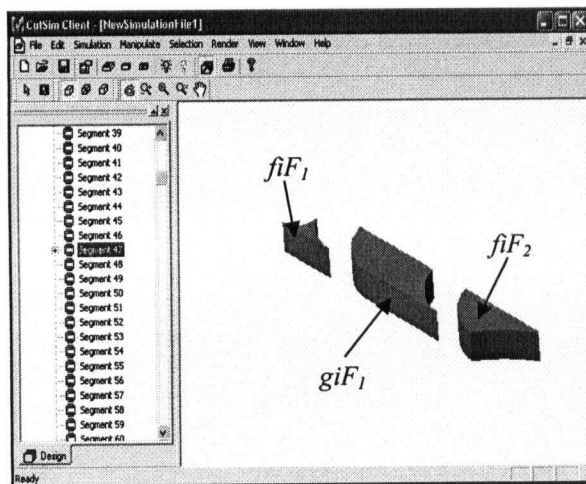 CutSim Client - [NewSimulationFile1]
File Edit Simulation Manipulate Selection Render View Window Help
Segment 39
Segment 40
Segment 41
Segment 42
Segment 43
Segment 44
Segment 45
Segment 46
Segment 47
Segment 48
Segment 49
Segment 50
Segment 51
Segment 52
Segment 53
Segment 54
Segment 55
Segment 56
Segment 57
Segment 58
Segment 59
Segment 60
Design
Ready
fiF1
fiF2
giF1